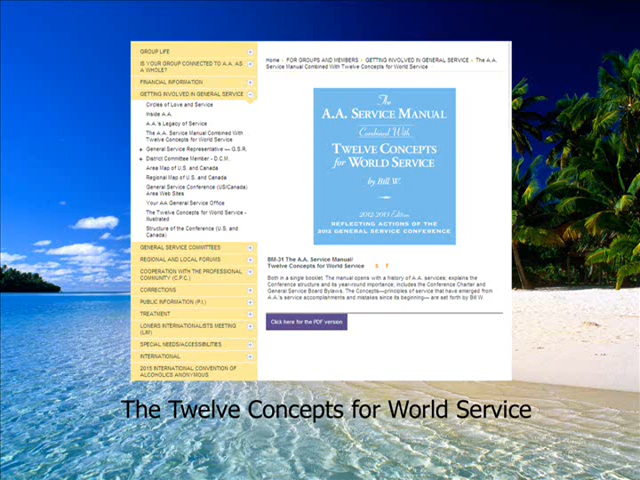 GROUP LIFE
IS YOUR GROUP CONNECTED TO A.A. AS
A WHOLE?
FINANCIAL INFORMATION
GETTING INVOLVED IN GENERAL SERVICE
Circles of Love and Service
Inside A.A.
A.A.'s Legacy of Service
The A.A. Service Manual Combined With
Twelve Concepts for World Service
General Service Representative — G.S.R.
District Committee Member - D.C.M.
Area Map of U.S. and Canada
Regional Map of U.S. and Canada
General Service Conference (US/Canada)
Area Web Sites
Your AA General Service Office
The Twelve Concepts for World Service -
Illustrated
Structure of the Conference (U.S. and
Canada)
GENERAL SERVICE COMMITTEES
REGIONAL AND LOCAL FORUMS
COOPERATION WITH THE PROFESSIONAL
COMMUNITY (C.P.C.)
CORRECTIONS
PUBLIC INFORMATION (P.I.)
TREATMENT
LONERS INTERNATIONALISTS MEETING
(LIM)
SPECIAL NEEDS/ACCESSIBILITIES
INTERNATIONAL
2015 INTERNATIONAL CONVENTION OF
ALCOHOLICS ANONYMOUS
Home > FOR GROUPS AND MEMBERS > GETTING INVOLVED IN GENERAL SERVICE > The A.A.
Service Manual Combined With Twelve Concepts for World Service
The
A.A. SERVICE MANUAL
Combined With
TWELVE CONCEPTS
for WORLD SERVICE
by Bill W.
2012-2013 Edition
REFLECTING ACTIONS OF THE
2012 GENERAL SERVICE CONFERENCE
BM-31 The A.A. Service Manual/
Twelve Concepts for World Service S F
Both in a single booklet. The manual opens with a history of A.A. services; explains the
Conference structure and its year-round importance; includes the Conference Charter and
General Service Board Bylaws. The Concepts—principles of service that have emerged from
A.A.'s service accomplishments and mistakes since its beginning— are set forth by Bill W.
Click here for the PDF version
The Twelve Concepts for World Service